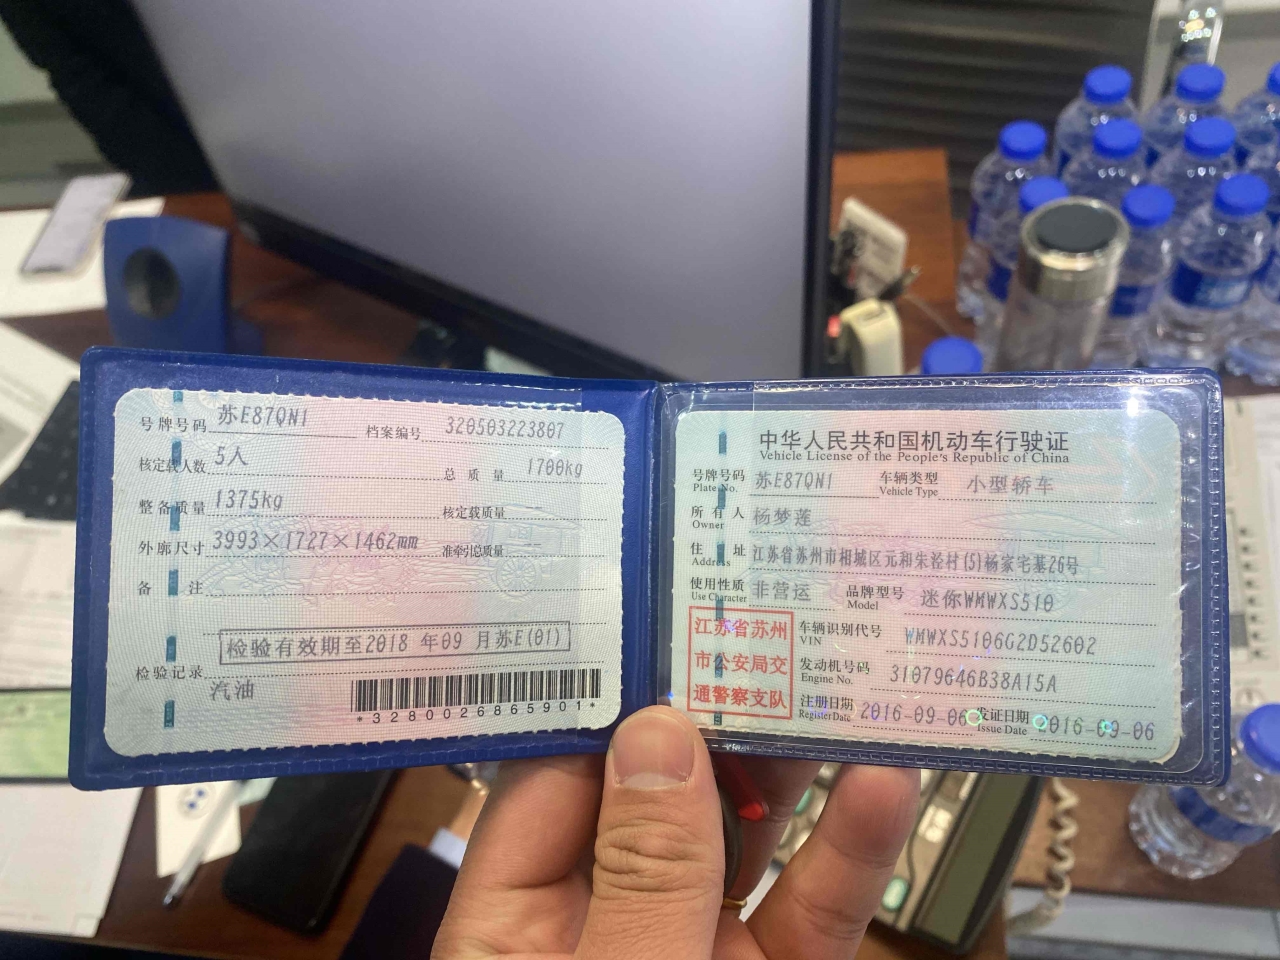 号牌号码 苏E87QN1 档案编号 320503223807
核定载人数 5人 总质量 1700kg
整备质量 1375kg 核定载质量 --
外廓尺寸 3993×1727×1462mm 准牵引总质量 --
备注
检验有效期至2018 年09 月苏E(01)
检验记录
汽油
*3280026865901*
中华人民共和国机动车行驶证
Vehicle License of the People's Republic of China
号牌号码 苏E87QN1 车辆类型 小型轿车
Plate No. Vehicle Type
所有人 杨梦莲
Owner
住址 江苏省苏州市相城区元和朱泾村(5)杨家宅基26号
Address
使用性质 非营运 品牌型号 迷你WMWXS510
Use Character Model
江苏省苏州
市公安局交
通警察支队
车辆识别代号 WMWXS5106G2D52602
VIN
发动机号码 31079646B38A15A
Engine No.
注册日期 2016-09-06 发证日期 2016-09-06
Register Date Issue Date